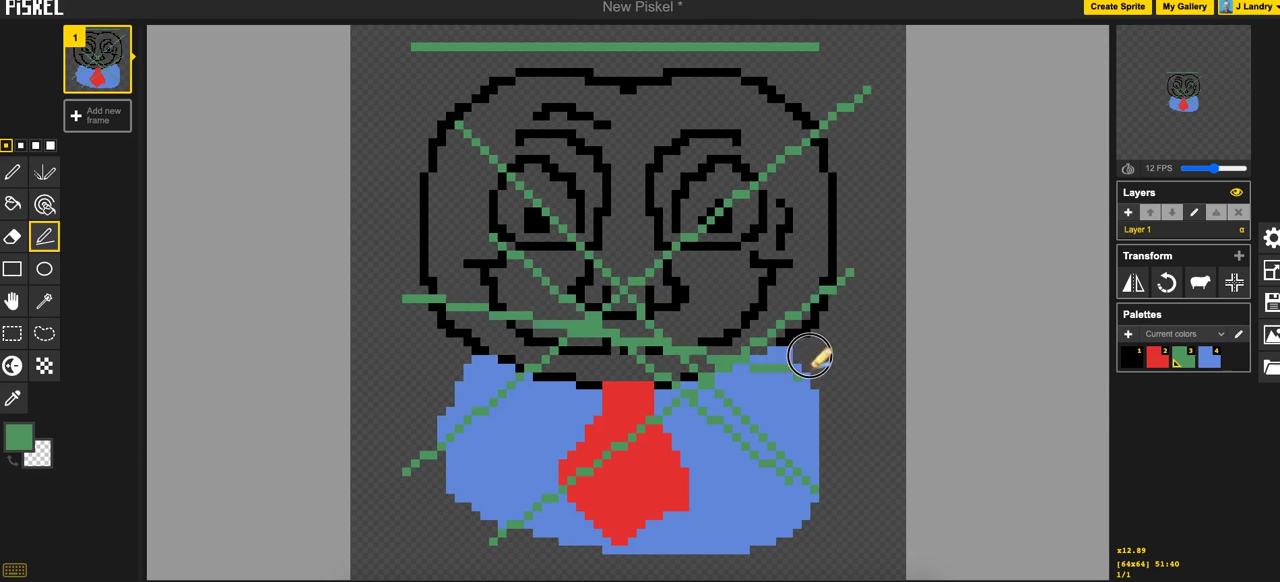 PiSKEL
New Piskel *
Create Sprite
My Gallery
J Landry
1
Add new
frame
12 FPS
Layers
Layer 1
α
Transform
Palettes
Current colors
1
2
3
4
x12.89
[64x64] 51:40
1/1